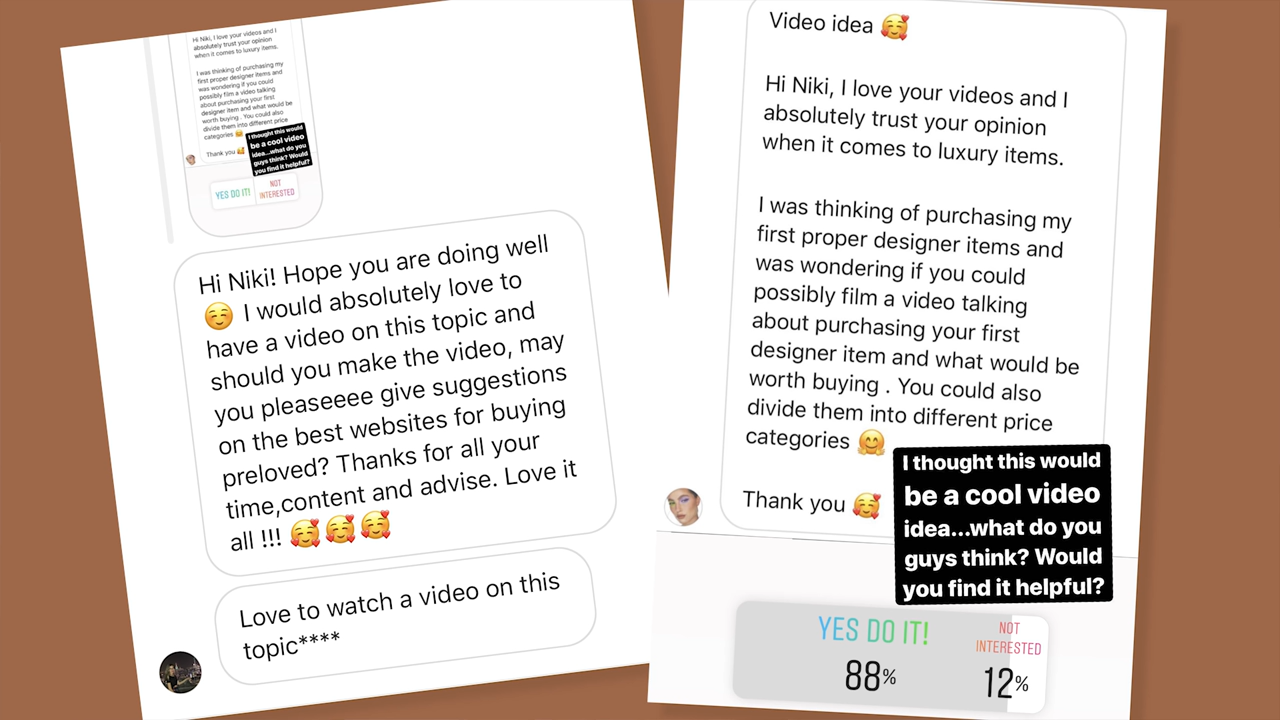 Hi Niki, I love your videos and I
absolutely trust your opinion
when it comes to luxury items.
I was thinking of purchasing my
first proper designer items and
was wondering if you could
possibly film a video talking
about purchasing your first
designer item and what would be
worth buying . You could also
divide them into different price
categories 🤗
Thank you 🥰
I thought this would
be a cool video
idea...what do you
guys think? Would
you find it helpful?
YES DO IT!
NOT
INTERESTED
Hi Niki! Hope you are doing well
☺️ I would absolutely love to
have a video on this topic and
should you make the video, may
you pleaseeee give suggestions
on the best websites for buying
preloved? Thanks for all your
time,content and advise. Love it
all !!! 🥰🥰🥰
Love to watch a video on this
topic****
Video idea 🥰
Hi Niki, I love your videos and I
absolutely trust your opinion
when it comes to luxury items.
I was thinking of purchasing my
first proper designer items and
was wondering if you could
possibly film a video talking
about purchasing your first
designer item and what would be
worth buying . You could also
divide them into different price
categories 🤗
Thank you 🥰
I thought this would
be a cool video
idea...what do you
guys think? Would
you find it helpful?
YES DO IT!
88%
NOT
INTERESTED
12%